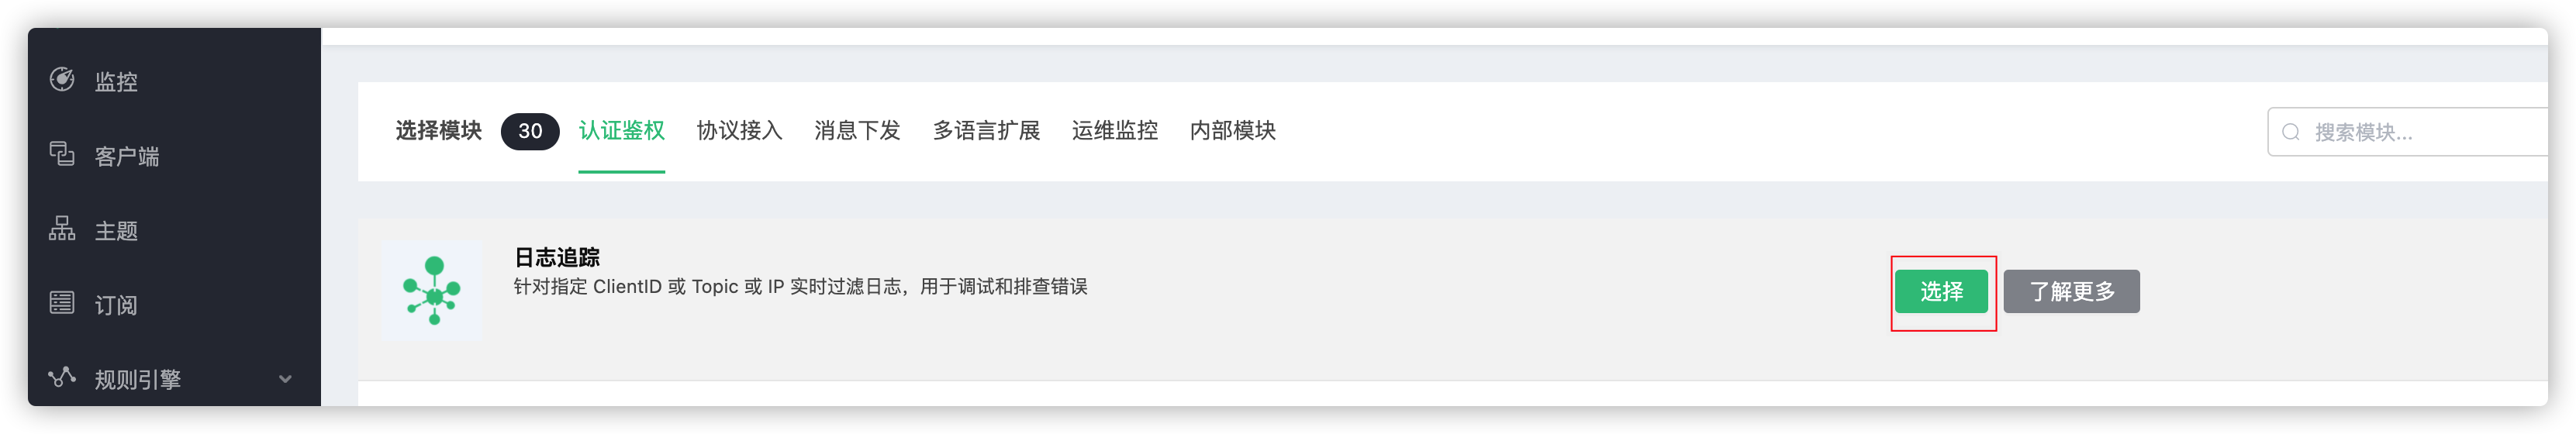 监控
客户端
主题
订阅
规则引擎
选择模块 30 认证鉴权 协议接入 消息下发 多语言扩展 运维监控 内部模块
搜索模块...
日志追踪
针对指定 ClientID 或 Topic 或 IP 实时过滤日志，用于调试和排查错误
选择 了解更多